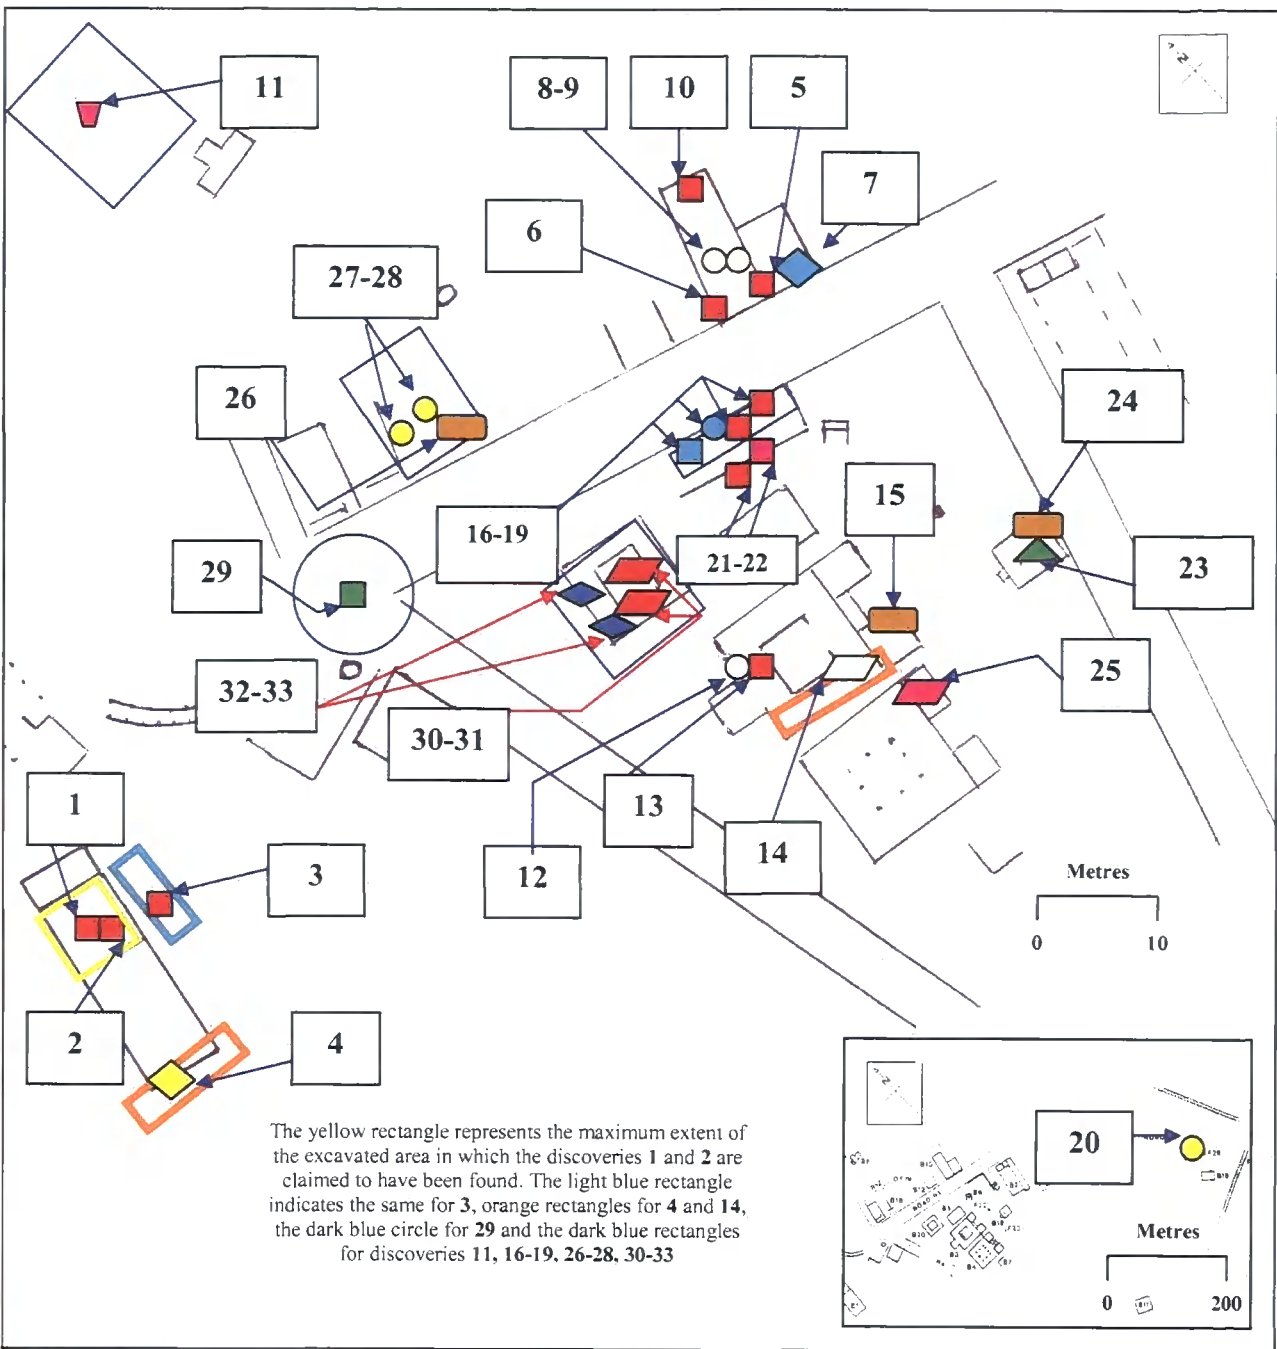 N
11
8-9
10
5
7
6
27-28
26
24
15
16-19
21-22
29
23
25
32-33
30-31
13
1
14
3
12
Metres
0 10
2
4
The yellow rectangle represents the maximum extent of
the excavated area in which the discoveries 1 and 2 are
claimed to have been found. The light blue rectangle
indicates the same for 3, orange rectangles for 4 and 14,
the dark blue circle for 29 and the dark blue rectangles
for discoveries 11, 16-19, 26-28, 30-33
N
20
Metres
0 200